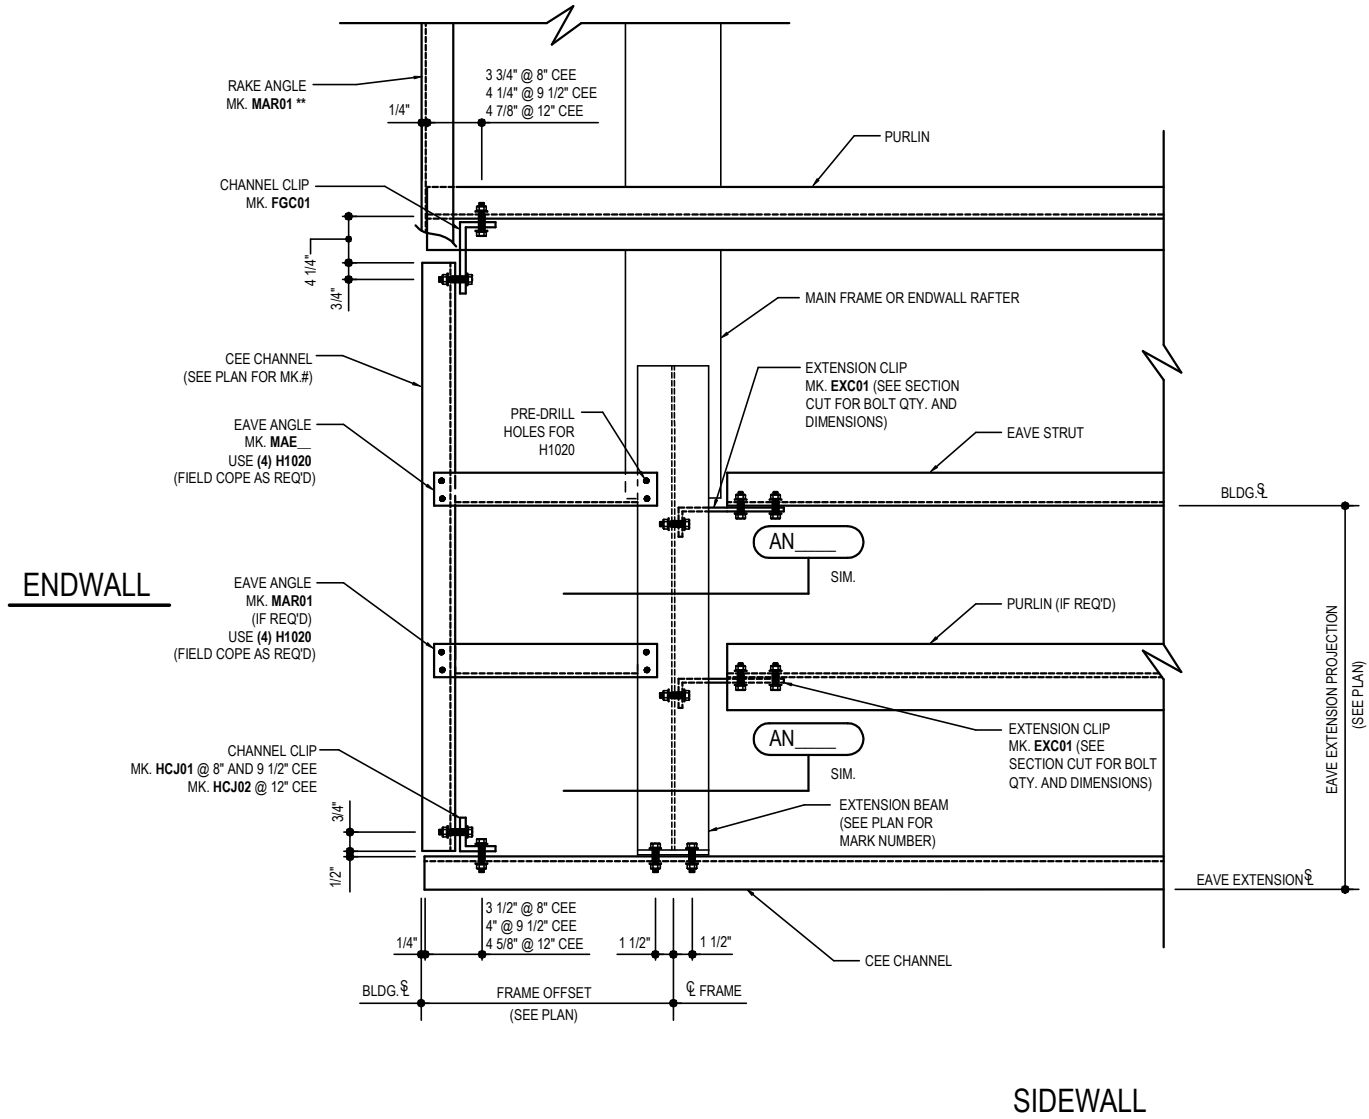 RAKE ANGLE
MK. MAR01 **
1/4"
3 3/4" @ 8" CEE
4 1/4" @ 9 1/2" CEE
4 7/8" @ 12" CEE
PURLIN
CHANNEL CLIP
MK. FGC01
4 1/4"
3/4"
MAIN FRAME OR ENDWALL RAFTER
CEE CHANNEL
(SEE PLAN FOR MK.#)
EXTENSION CLIP
MK. EXC01 (SEE SECTION
CUT FOR BOLT QTY. AND
DIMENSIONS)
EAVE ANGLE
MK. MAE__
USE (4) H1020
(FIELD COPE AS REQ'D)
PRE-DRILL
HOLES FOR
H1020
EAVE STRUT
BLDG. SL
AN____
SIM.
ENDWALL
EAVE ANGLE
MK. MAR01
(IF REQ'D)
USE (4) H1020
(FIELD COPE AS REQ'D)
PURLIN (IF REQ'D)
EAVE EXTENSION PROJECTION
(SEE PLAN)
AN____
SIM.
EXTENSION CLIP
MK. EXC01 (SEE
SECTION CUT FOR BOLT
QTY. AND DIMENSIONS)
CHANNEL CLIP
MK. HCJ01 @ 8" AND 9 1/2" CEE
MK. HCJ02 @ 12" CEE
3/4"
1/2"
EXTENSION BEAM
(SEE PLAN FOR
MARK NUMBER)
EAVE EXTENSION SL
1/4"
3 1/2" @ 8" CEE
4" @ 9 1/2" CEE
4 5/8" @ 12" CEE
1 1/2"
1 1/2"
CEE CHANNEL
BLDG. SL
FRAME OFFSET
(SEE PLAN)
CL FRAME
SIDEWALL